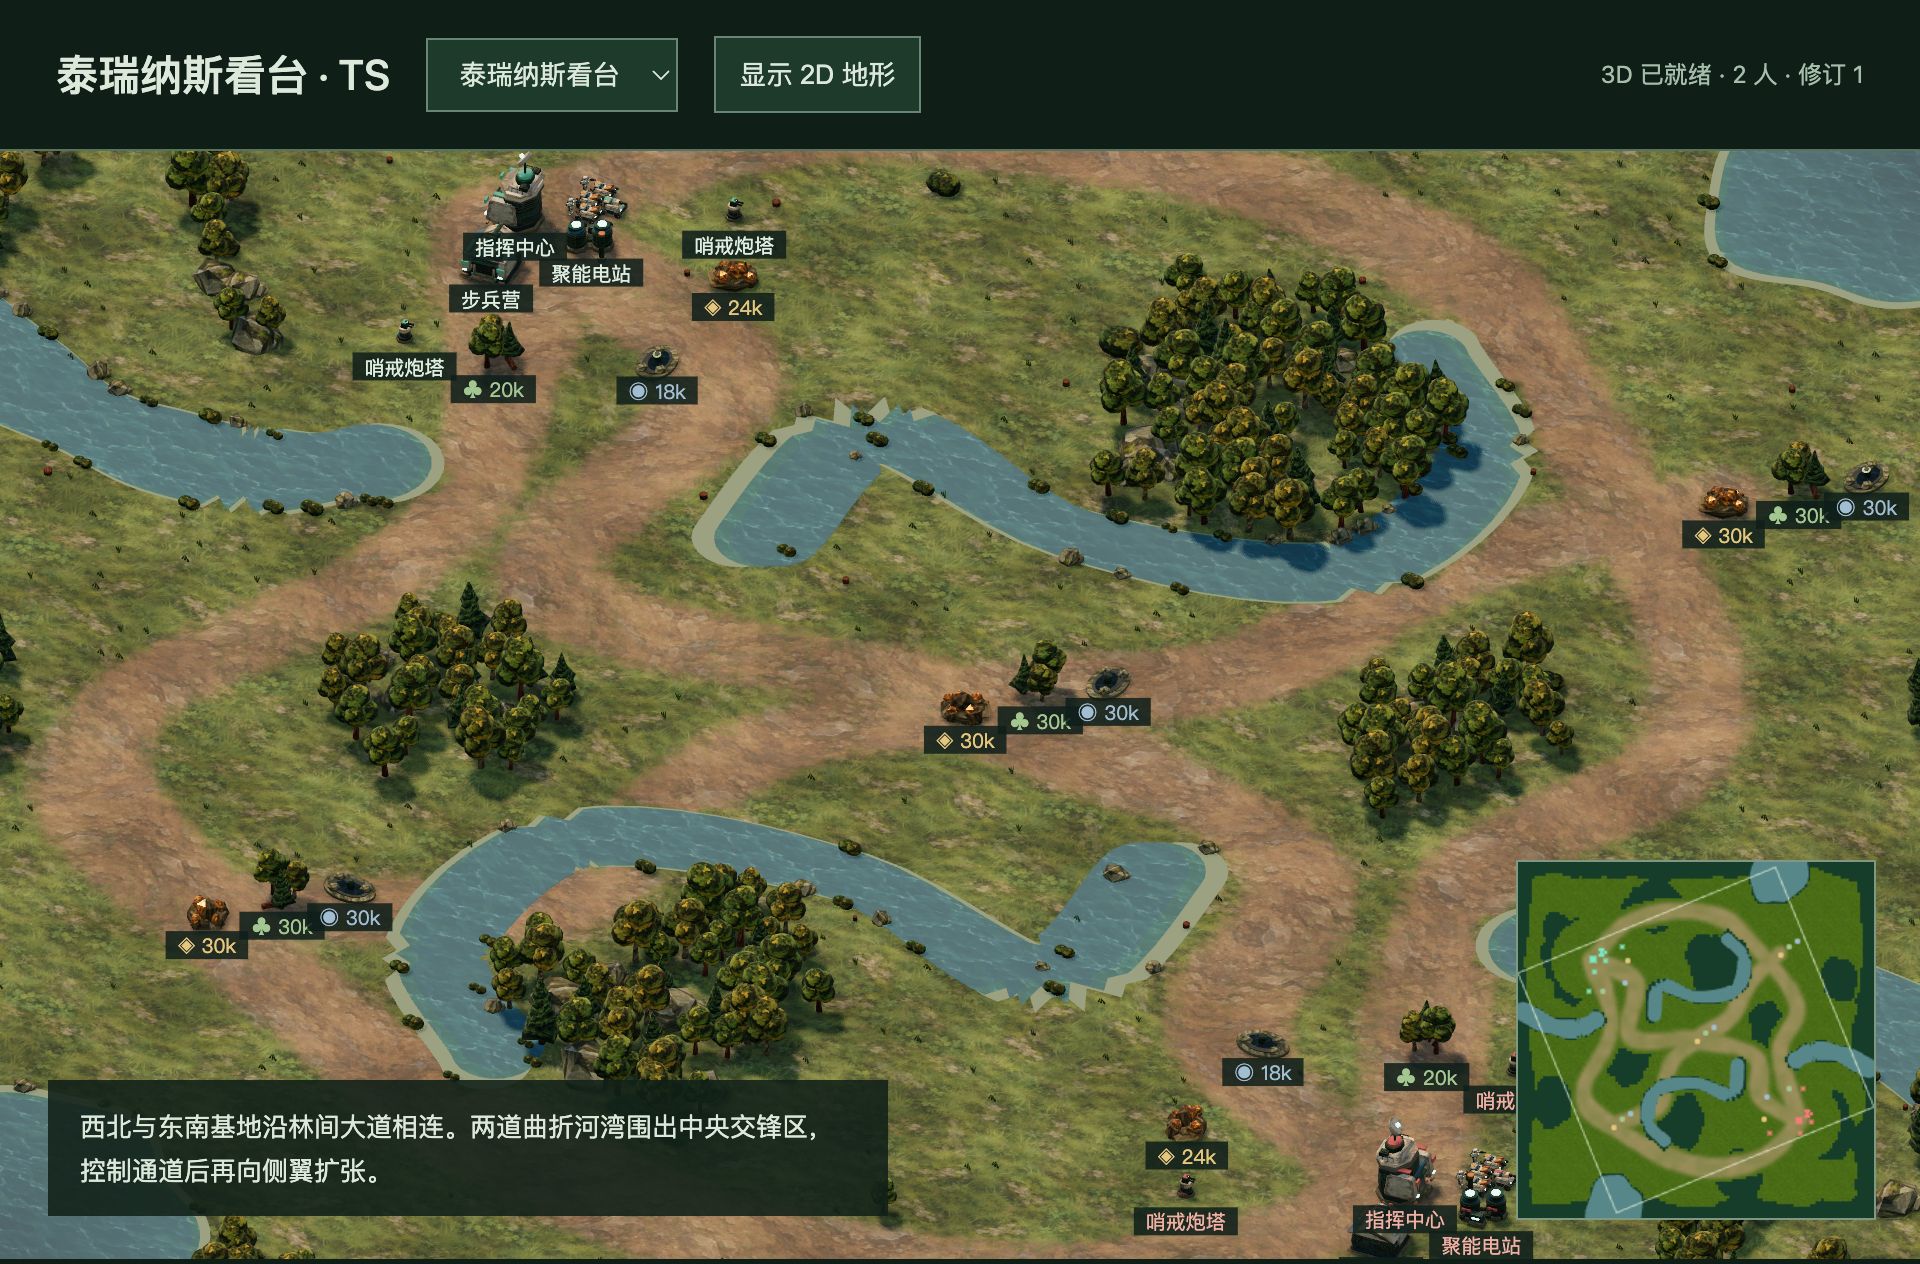 泰瑞纳斯看台 · TS
泰瑞纳斯看台
显示 2D 地形
3D 已就绪 · 2 人 · 修订 1
指挥中心
聚能电站
步兵营
哨戒炮塔
24k
哨戒炮塔
20k
18k
30k
30k
30k
30k
30k
30k
30k
30k
30k
18k
20k
哨戒
24k
哨戒炮塔
指挥中心
聚能电站
西北与东南基地沿林间大道相连。两道曲折河湾围出中央交锋区，
控制通道后再向侧翼扩张。